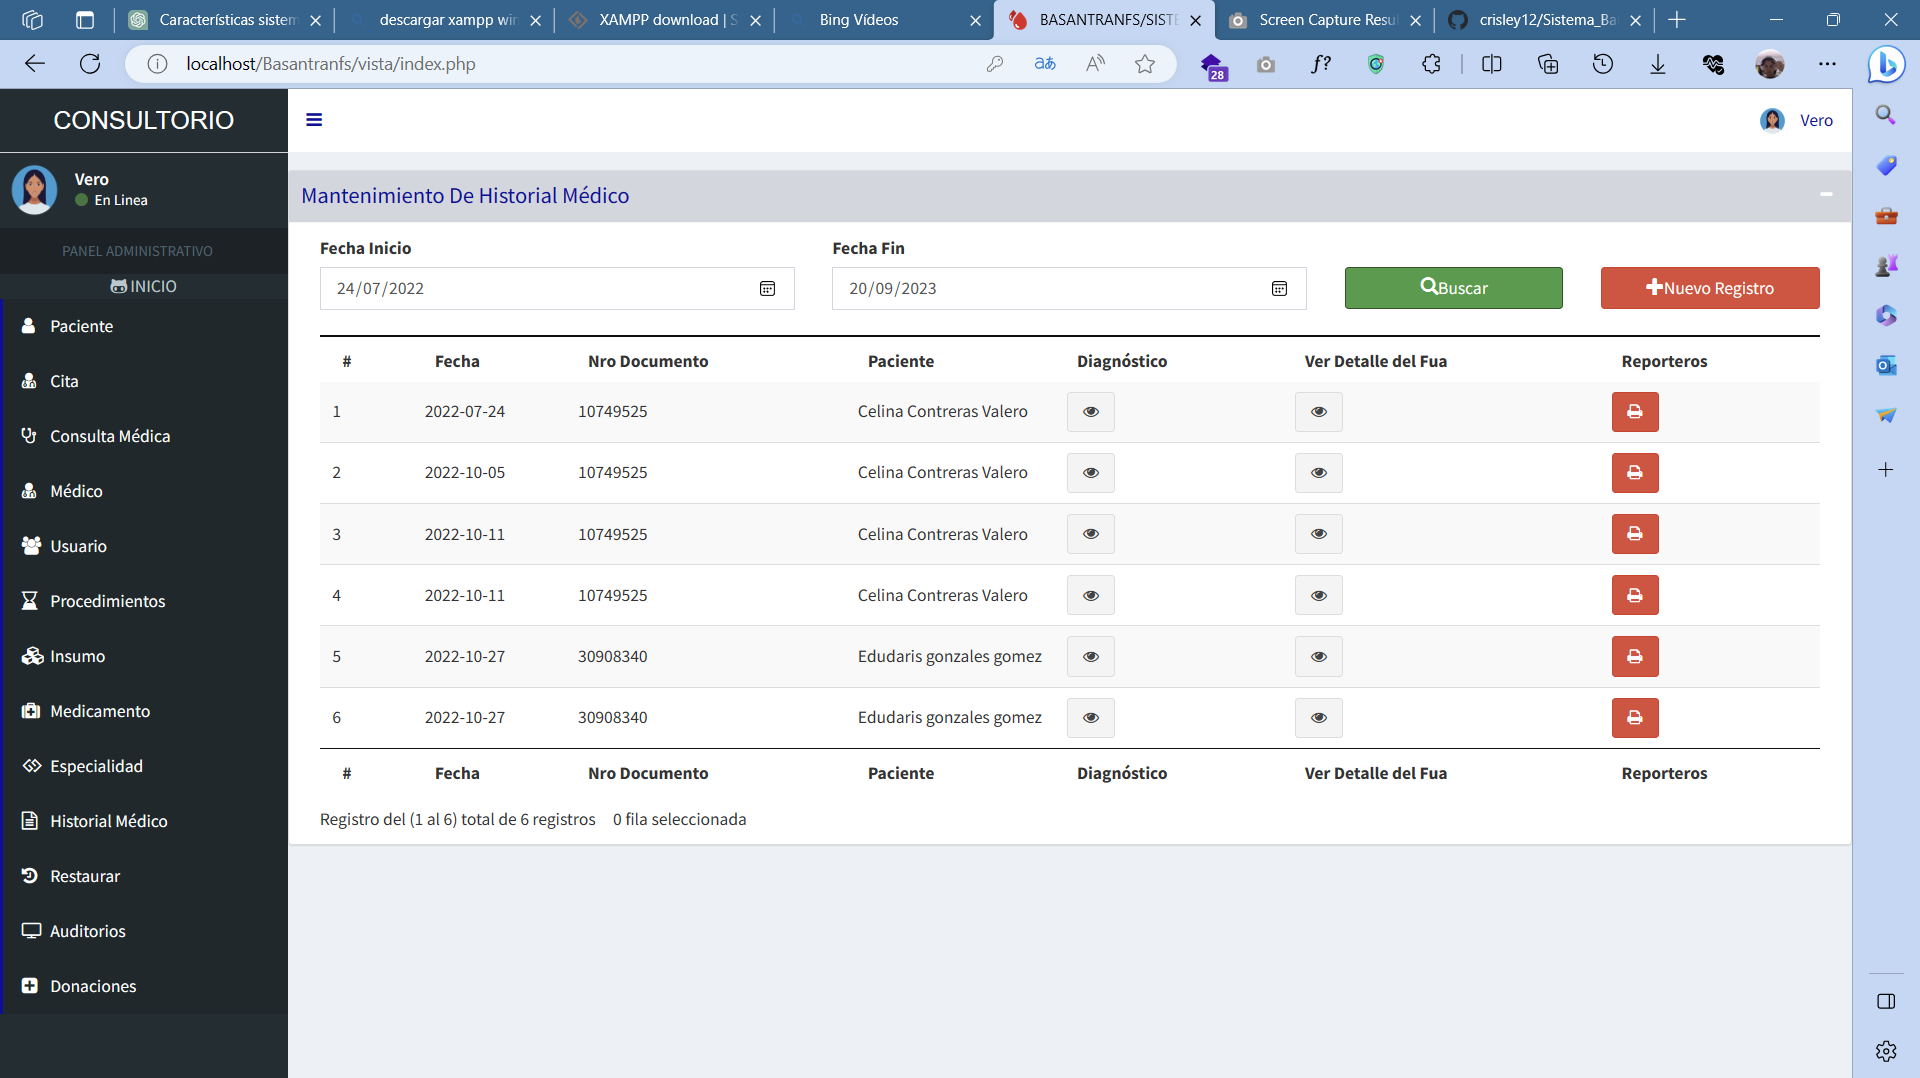 Características sistem
descargar xampp win
XAMPP download | S
Bing Vídeos
BASANTRANFS/SISTE
Screen Capture Resul
crisley12/Sistema_Ba
localhost/Basantranfs/vista/index.php
28
CONSULTORIO
Vero
Vero
En Linea
PANEL ADMINISTRATIVO
INICIO
Paciente
Cita
Consulta Médica
Médico
Usuario
Procedimientos
Insumo
Medicamento
Especialidad
Historial Médico
Restaurar
Auditorios
Donaciones
Mantenimiento De Historial Médico
Fecha Inicio Fecha Fin
24/07/2022 20/09/2023 Buscar Nuevo Registro
# Fecha Nro Documento Paciente Diagnóstico Ver Detalle del Fua Reporteros
1 2022-07-24 10749525 Celina Contreras Valero
2 2022-10-05 10749525 Celina Contreras Valero
3 2022-10-11 10749525 Celina Contreras Valero
4 2022-10-11 10749525 Celina Contreras Valero
5 2022-10-27 30908340 Edudaris gonzales gomez
6 2022-10-27 30908340 Edudaris gonzales gomez
# Fecha Nro Documento Paciente Diagnóstico Ver Detalle del Fua Reporteros
Registro del (1 al 6) total de 6 registros 0 fila seleccionada